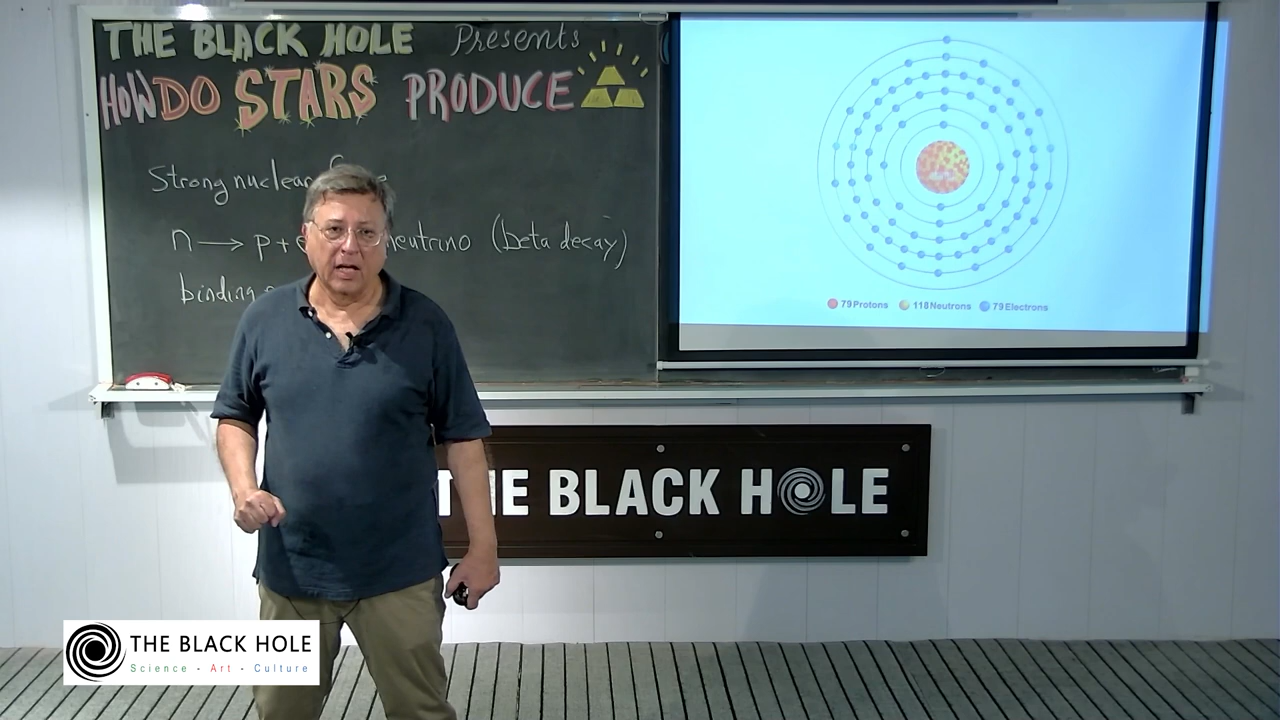 THE BLACK HOLE Presents
HOW DO STARS PRODUCE
Strong nuclear
n → p + e neutrino (beta decay)
binding
79 Protons 118 Neutrons 79 Electrons
THE BLACK HOLE
THE BLACK HOLE
Science - Art - Culture